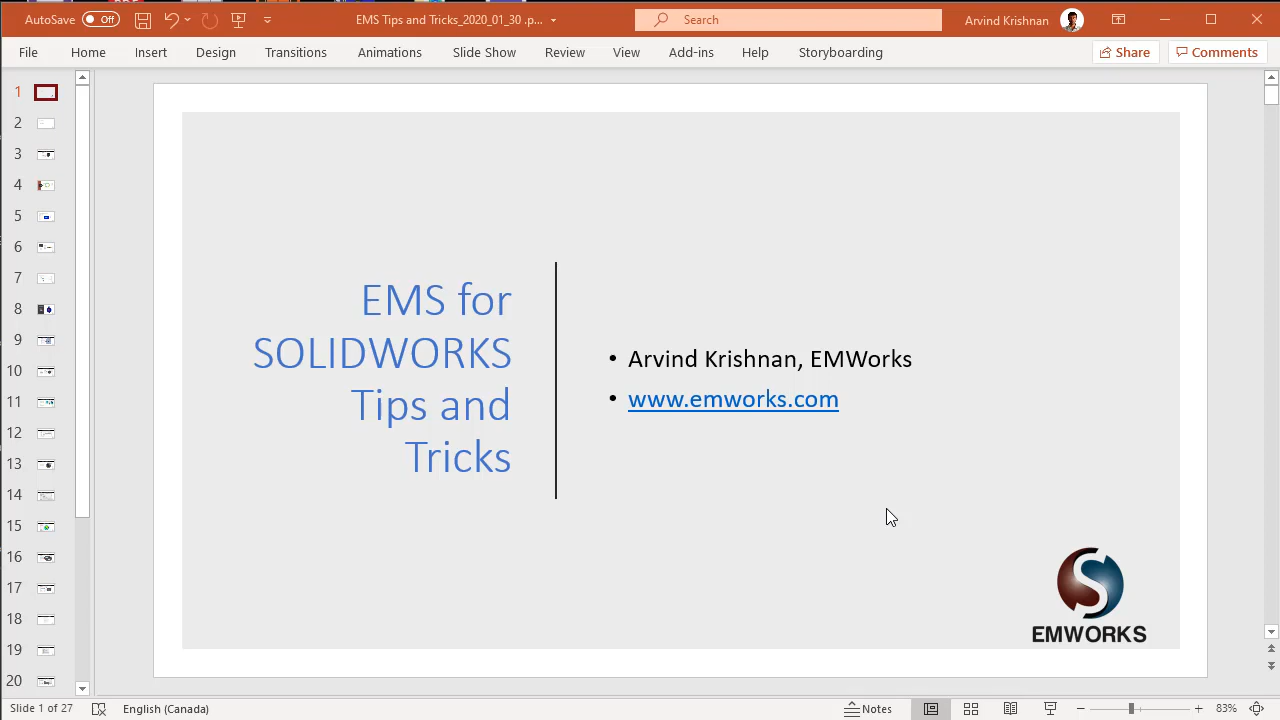 AutoSave Off
EMS Tips and Tricks_2020_01_30 .p...
Search
Arvind Krishnan
File Home Insert Design Transitions Animations Slide Show Review View Add-ins Help Storyboarding
Share Comments
1
2
3
4
5
6
7
8
9
10
11
12
13
14
15
16
17
18
19
20
EMS for
SOLIDWORKS
Tips and
Tricks
• Arvind Krishnan, EMWorks
• www.emworks.com
EMWORKS
Slide 1 of 27 English (Canada) Notes 83%